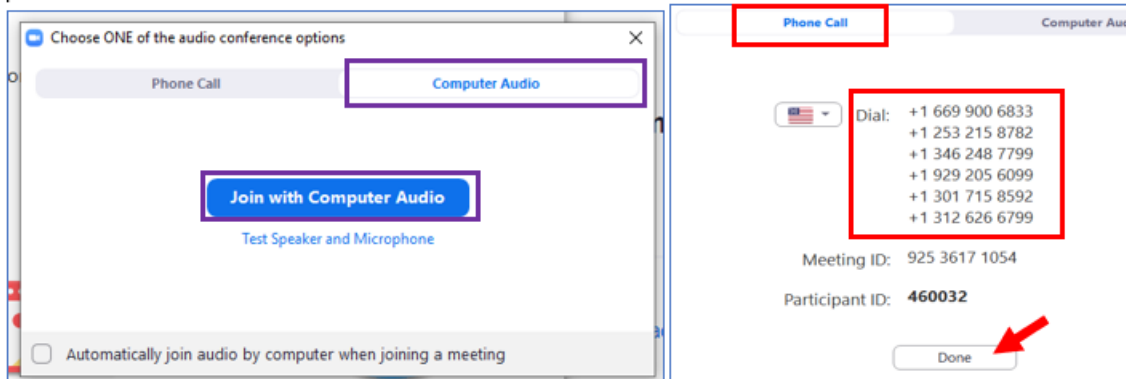 Choose ONE of the audio conference options
Phone Call
Computer Audio
Join with Computer Audio
Test Speaker and Microphone
Automatically join audio by computer when joining a meeting
Phone Call
Computer
Dial:
+1 669 900 6833
+1 253 215 8782
+1 346 248 7799
+1 929 205 6099
+1 301 715 8592
+1 312 626 6799
Meeting ID: 925 3617 1054
Participant ID: 460032
Done